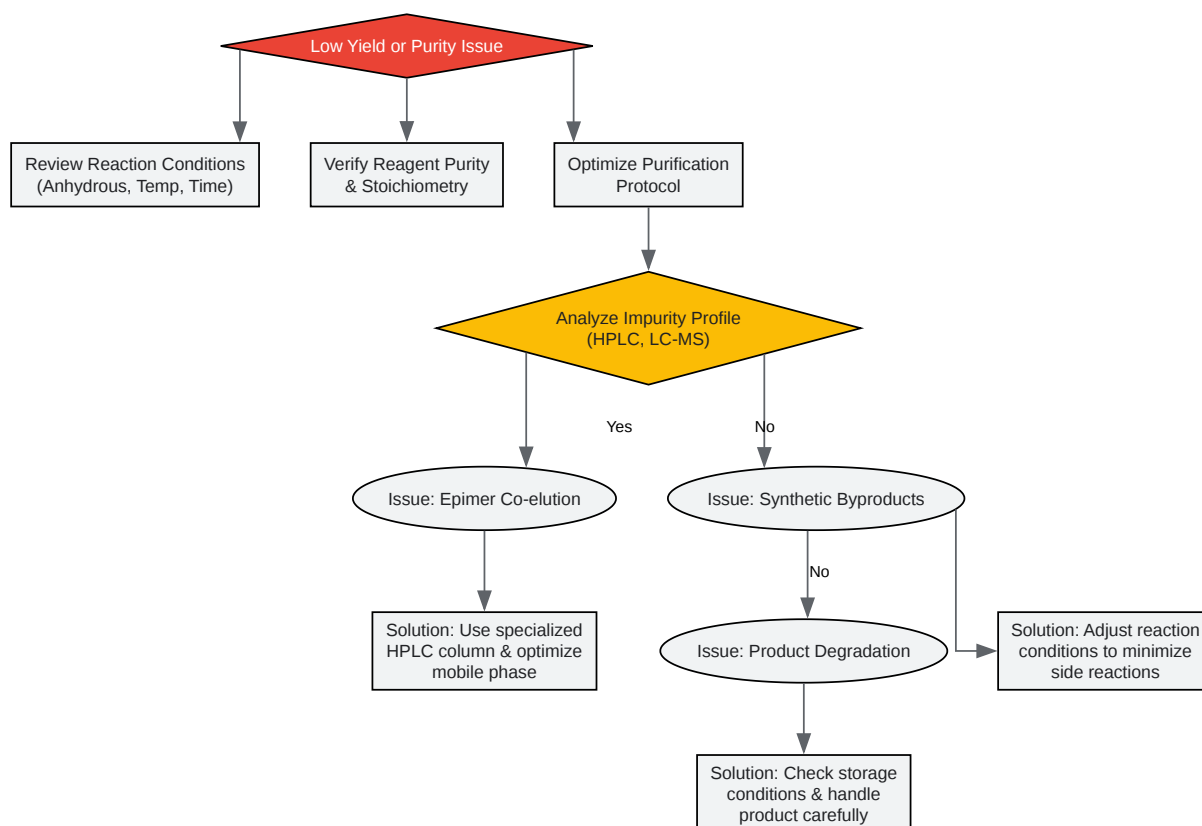 Low Yield or Purity Issue
Review Reaction Conditions
(Anhydrous, Temp, Time)
Verify Reagent Purity
& Stoichiometry
Optimize Purification
Protocol
Analyze Impurity Profile
(HPLC, LC-MS)
Yes
No
Issue: Epimer Co-elution
Issue: Synthetic Byproducts
No
Solution: Use specialized
HPLC column & optimize
mobile phase
Issue: Product Degradation
Solution: Adjust reaction
conditions to minimize
side reactions
Solution: Check storage
conditions & handle
product carefully